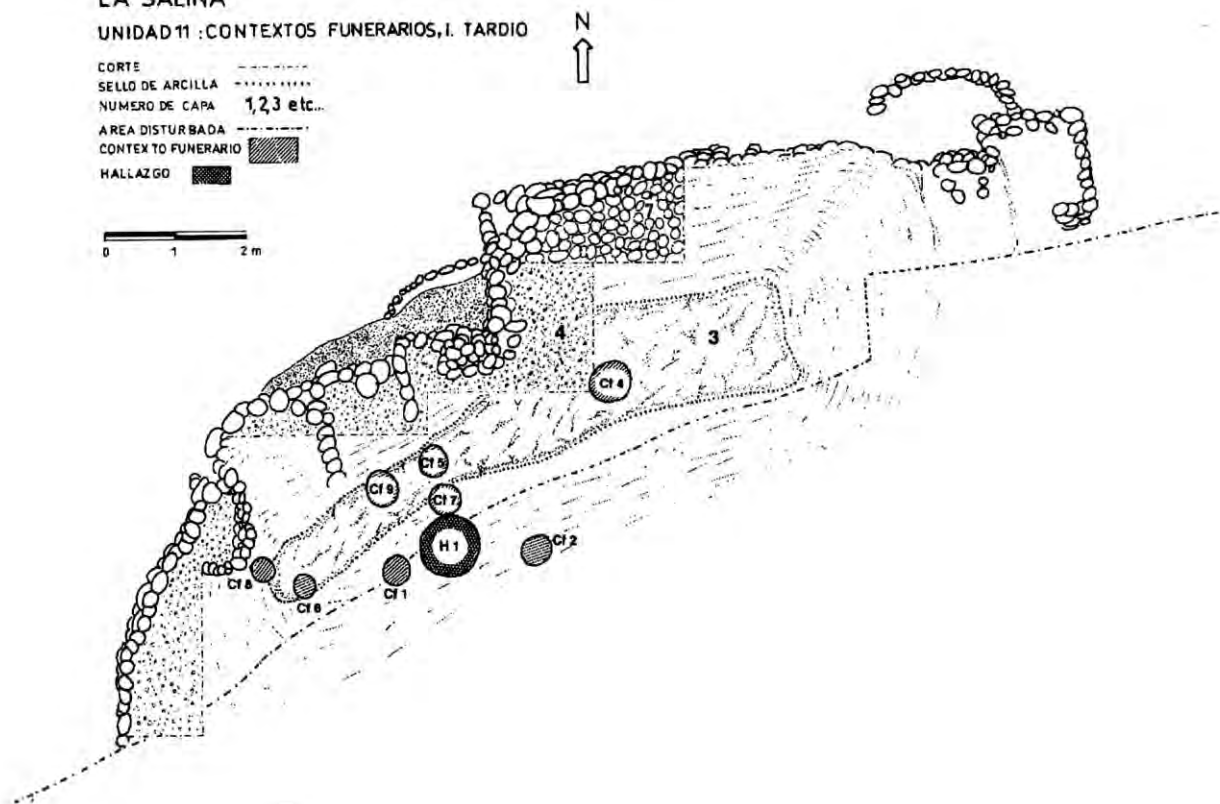 LA SALINA
UNIDAD 11 : CONTEXTOS FUNERARIOS, I. TARDIO
N
CORTE
SELLO DE ARCILLA
NUMERO DE CAPA 1,2,3 etc...
AREA DISTURBADA
CONTEXTO FUNERARIO
HALLAZGO
0 1 2 m
7
4
3
Cf 4
Cf 5
Cf 9
Cf 7
H 1
Cf 2
Cf 8
Cf 6
Cf 1